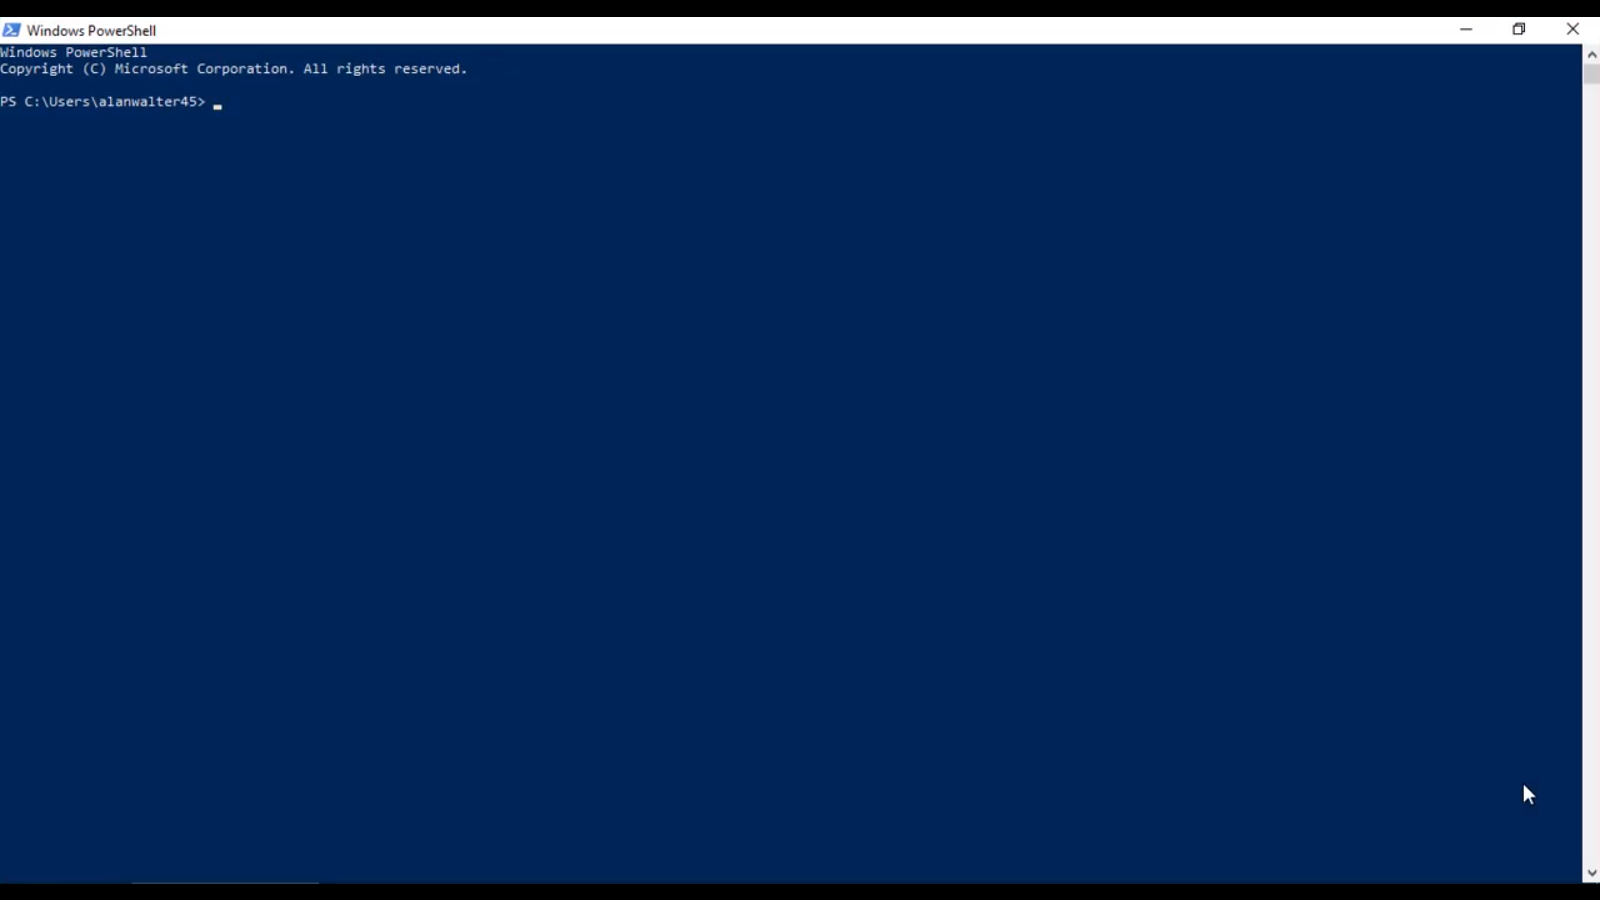 Windows PowerShell
Windows PowerShell
Copyright (C) Microsoft Corporation. All rights reserved.
PS C:\Users\alanwalter45>